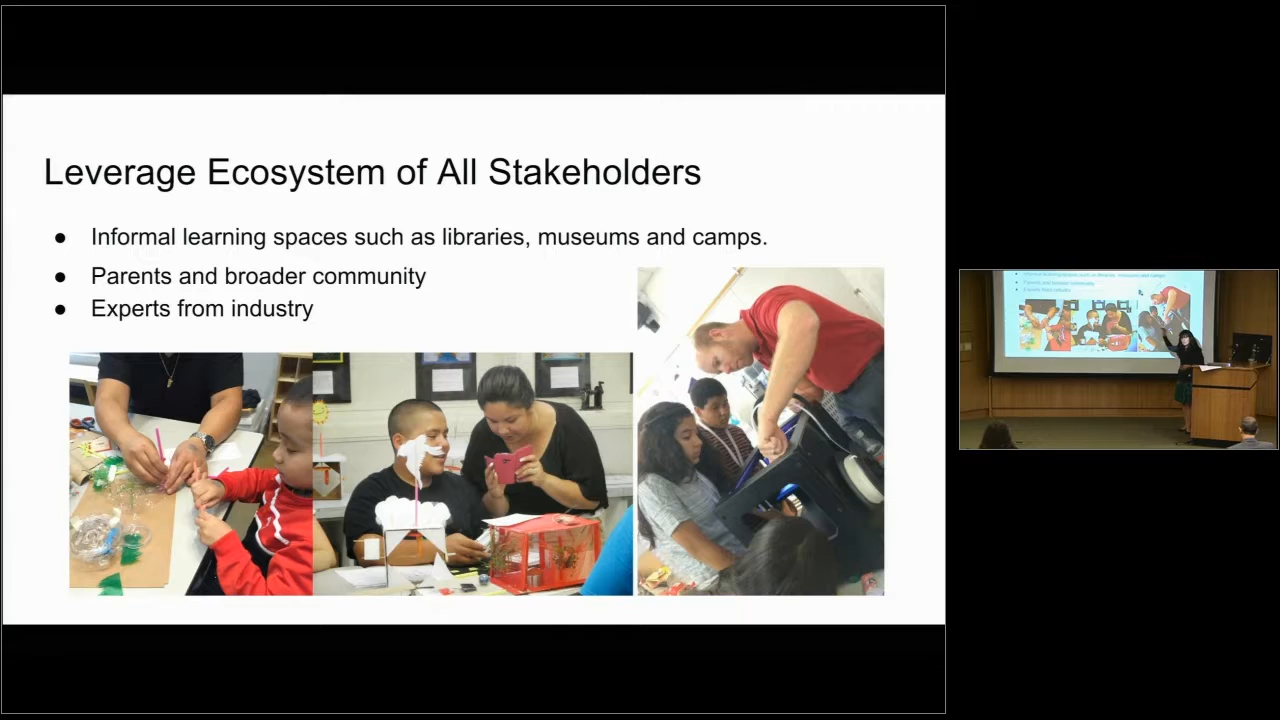 Leverage Ecosystem of All Stakeholders
● Informal learning spaces such as libraries, museums and camps.
● Parents and broader community
● Experts from industry